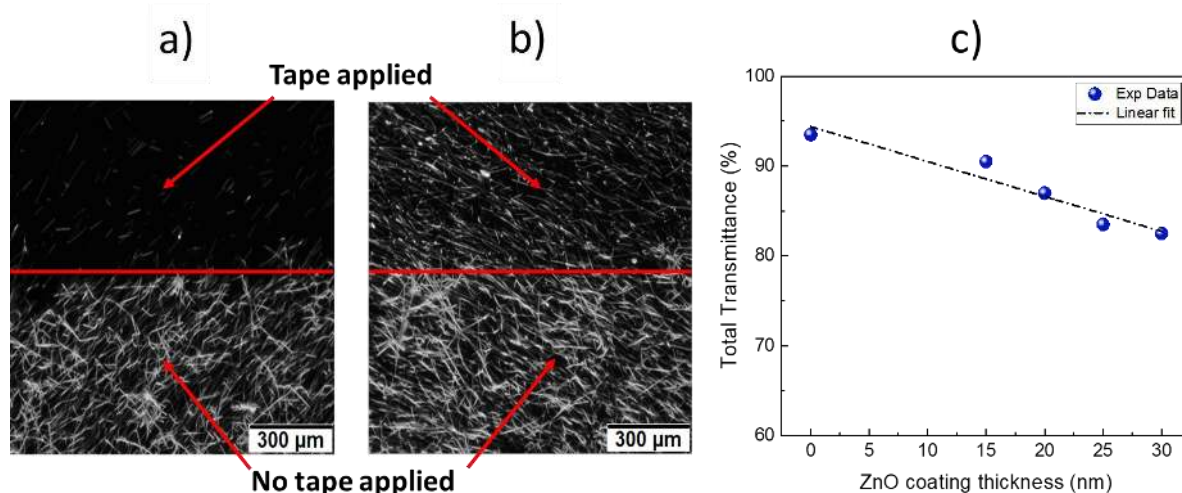 a)
b)
c)
Tape applied
300 μm
300 μm
No tape applied
100
90
80
70
60
Total Transmittance (%)
Exp Data
Linear fit
0 5 10 15 20 25 30
ZnO coating thickness (nm)